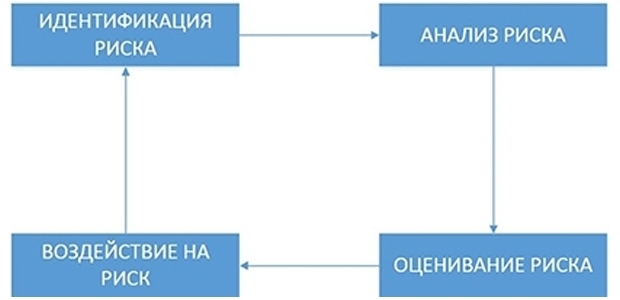 ИДЕНТИФИКАЦИЯ
РИСКА
АНАЛИЗ РИСКА
ВОЗДЕЙСТВИЕ НА
РИСК
ОЦЕНИВАНИЕ РИСКА